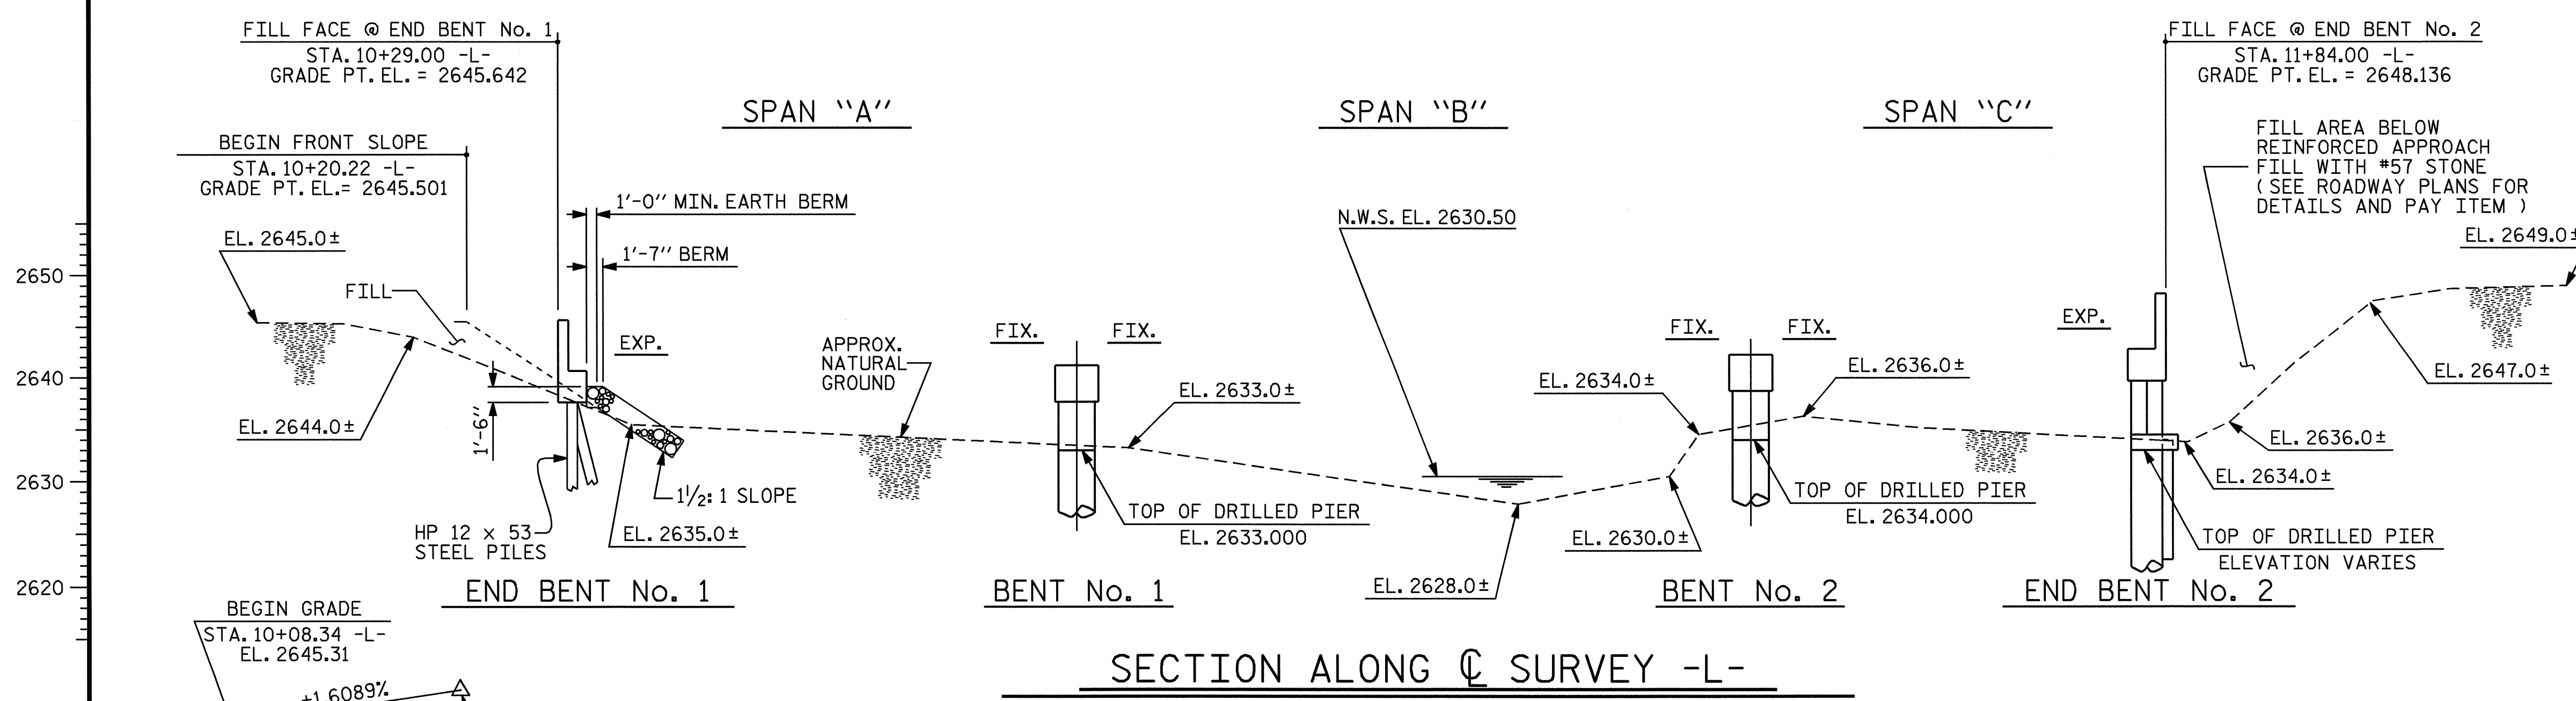 FILL FACE @ END BENT No. 1
STA. 10+29.00 -L-
GRADE PT. EL. = 2645.642
FILL FACE @ END BENT No. 2
STA. 11+84.00 -L-
GRADE PT. EL. = 2648.136
SPAN "A"
SPAN "B"
SPAN "C"
BEGIN FRONT SLOPE
STA. 10+20.22 -L-
GRADE PT. EL.= 2645.501
FILL AREA BELOW
REINFORCED APPROACH
FILL WITH #57 STONE
( SEE ROADWAY PLANS FOR
DETAILS AND PAY ITEM )
1'-0" MIN. EARTH BERM
N.W.S. EL. 2630.50
EL. 2645.0±
1'-7" BERM
EL. 2649.0±
2650
FILL
EXP.
APPROX.
NATURAL
GROUND
FIX.
FIX.
FIX.
FIX.
EXP.
2640
EL. 2644.0±
1'-6"
EL. 2633.0±
EL. 2634.0±
EL. 2636.0±
EL. 2647.0±
2630
1½: 1 SLOPE
EL. 2636.0±
EL. 2634.0±
HP 12 x 53
STEEL PILES
EL. 2635.0±
TOP OF DRILLED PIER
EL. 2633.000
EL. 2630.0±
TOP OF DRILLED PIER
EL. 2634.000
TOP OF DRILLED PIER
ELEVATION VARIES
2620
EL. 2628.0±
END BENT No. 1
BENT No. 1
BENT No. 2
END BENT No. 2
BEGIN GRADE
STA. 10+08.34 -L-
EL. 2645.31
SECTION ALONG ℄ SURVEY -L-
+1.6089%